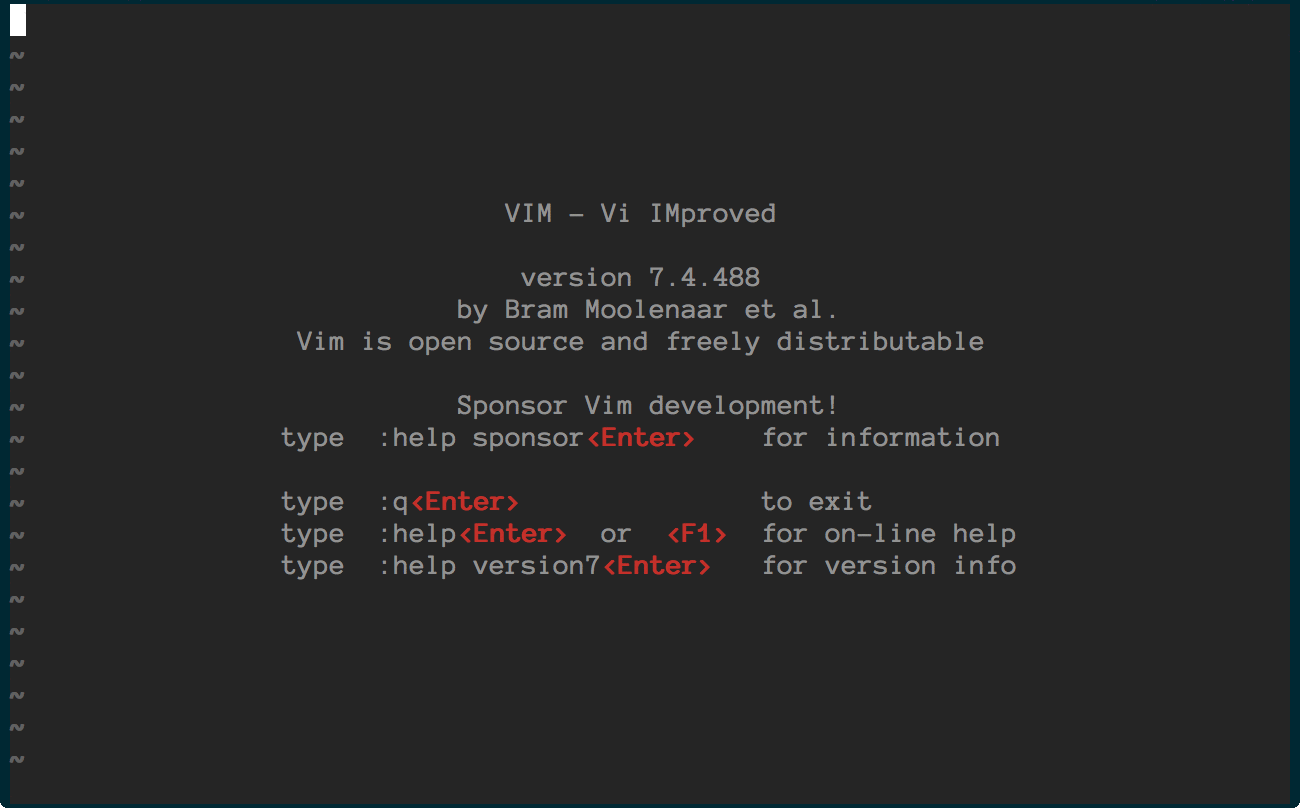 ~
~
~
~
~
~ VIM - Vi IMproved
~
~ version 7.4.488
~ by Bram Moolenaar et al.
~ Vim is open source and freely distributable
~
~ Sponsor Vim development!
~ type :help sponsor<Enter> for information
~
~ type :q<Enter> to exit
~ type :help<Enter> or <F1> for on-line help
~ type :help version7<Enter> for version info
~
~
~
~
~
~